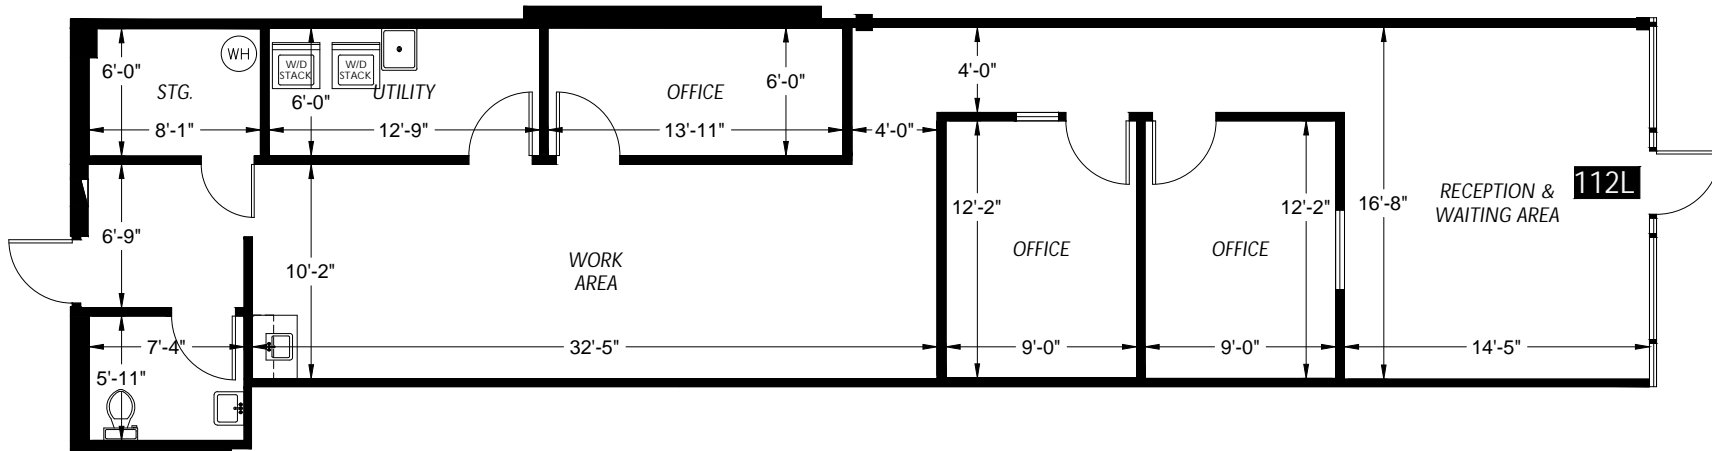 WH
W/D
STACK
W/D
STACK
6'-0"
STG.
8'-1"
6'-0"
UTILITY
12'-9"
OFFICE
6'-0"
13'-11"
4'-0"
4'-0"
6'-9"
10'-2"
WORK
AREA
32'-5"
12'-2"
OFFICE
9'-0"
12'-2"
OFFICE
9'-0"
16'-8"
RECEPTION &
WAITING AREA
112L
14'-5"
7'-4"
5'-11"